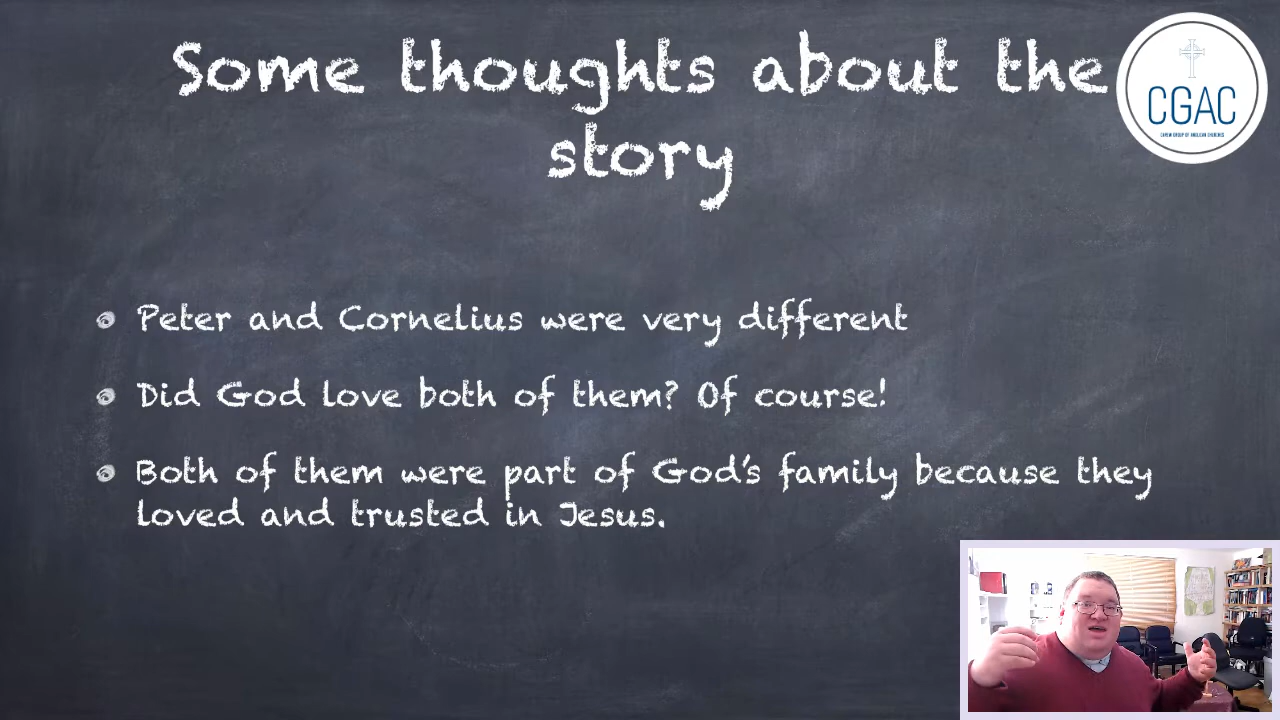 Some thoughts about the
story
CGAC
Peter and Cornelius were very different
Did God love both of them? Of course!
Both of them were part of God's family because they
loved and trusted in Jesus.